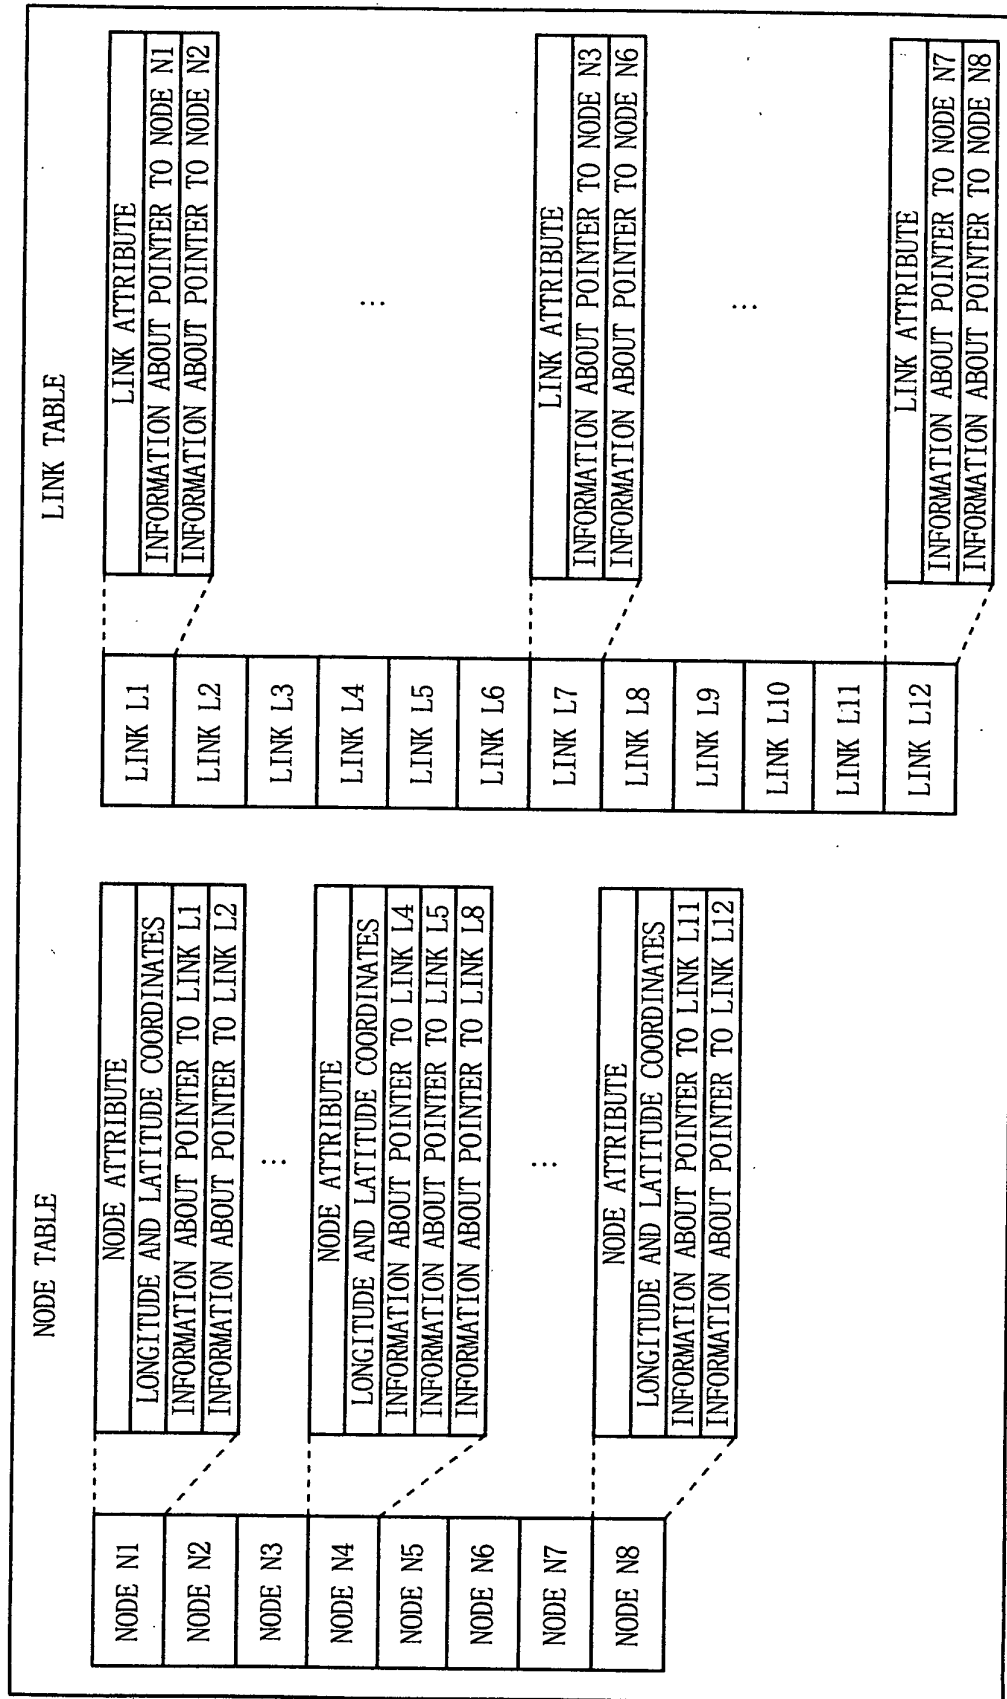 NODE TABLE
NODE N1
NODE N2
NODE N3
NODE N4
NODE N5
NODE N6
NODE N7
NODE N8
NODE ATTRIBUTE
LONGITUDE AND LATITUDE COORDINATES
INFORMATION ABOUT POINTER TO LINK L1
INFORMATION ABOUT POINTER TO LINK L2
...
NODE ATTRIBUTE
LONGITUDE AND LATITUDE COORDINATES
INFORMATION ABOUT POINTER TO LINK L4
INFORMATION ABOUT POINTER TO LINK L5
INFORMATION ABOUT POINTER TO LINK L8
...
NODE ATTRIBUTE
LONGITUDE AND LATITUDE COORDINATES
INFORMATION ABOUT POINTER TO LINK L11
INFORMATION ABOUT POINTER TO LINK L12
LINK TABLE
LINK L1
LINK L2
LINK L3
LINK L4
LINK L5
LINK L6
LINK L7
LINK L8
LINK L9
LINK L10
LINK L11
LINK L12
LINK ATTRIBUTE
INFORMATION ABOUT POINTER TO NODE N1
INFORMATION ABOUT POINTER TO NODE N2
...
LINK ATTRIBUTE
INFORMATION ABOUT POINTER TO NODE N3
INFORMATION ABOUT POINTER TO NODE N6
...
LINK ATTRIBUTE
INFORMATION ABOUT POINTER TO NODE N7
INFORMATION ABOUT POINTER TO NODE N8